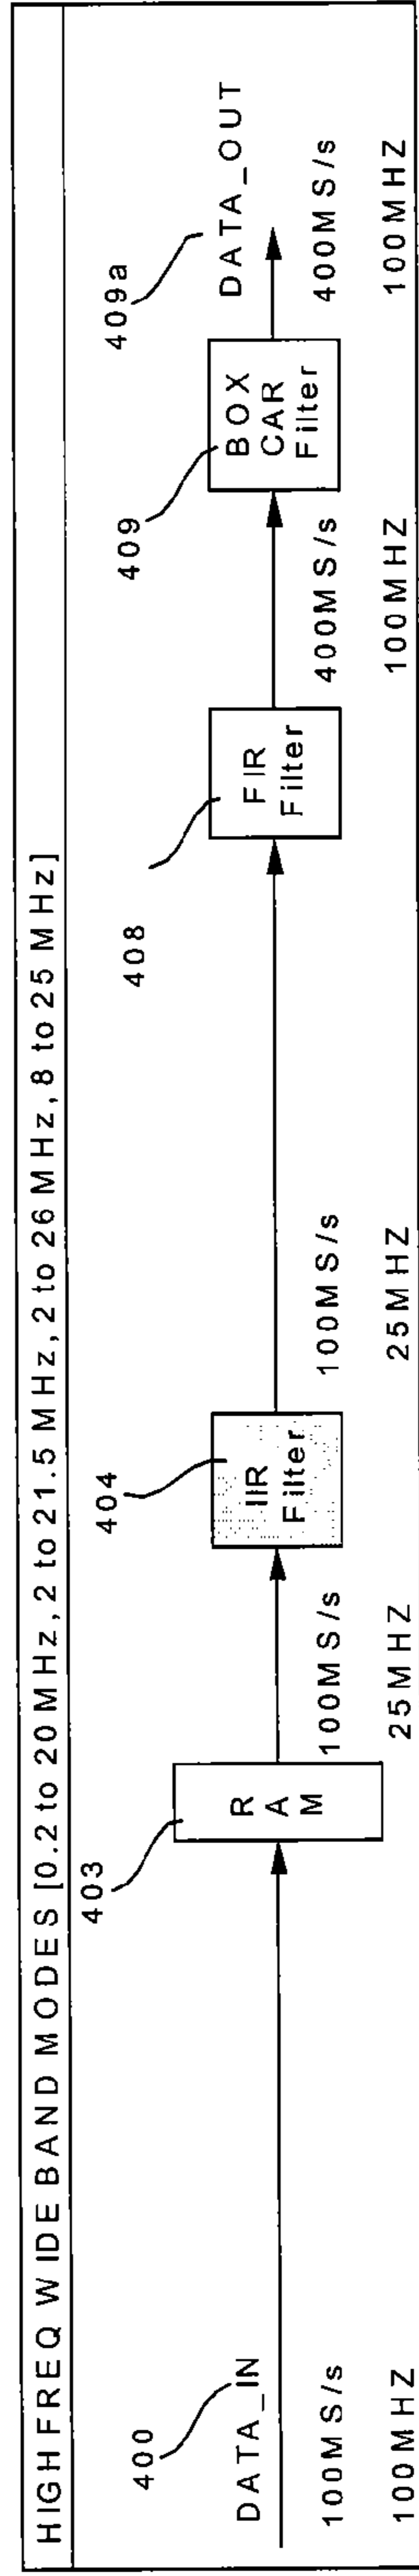 HIGH FREQ WIDE BAND MODES [0.2 to 20 MHz, 2 to 21.5 MHz, 2 to 26 MHz, 8 to 25 MHz]
400
DATA_IN
100MS/s
100MHZ
403
RAM
100MS/s
25MHZ
404
IIR
Filter
100MS/s
25MHZ
408
FIR
Filter
400MS/s
100MHZ
409
BOX
CAR
Filter
409a
DATA_OUT
400MS/s
100MHZ